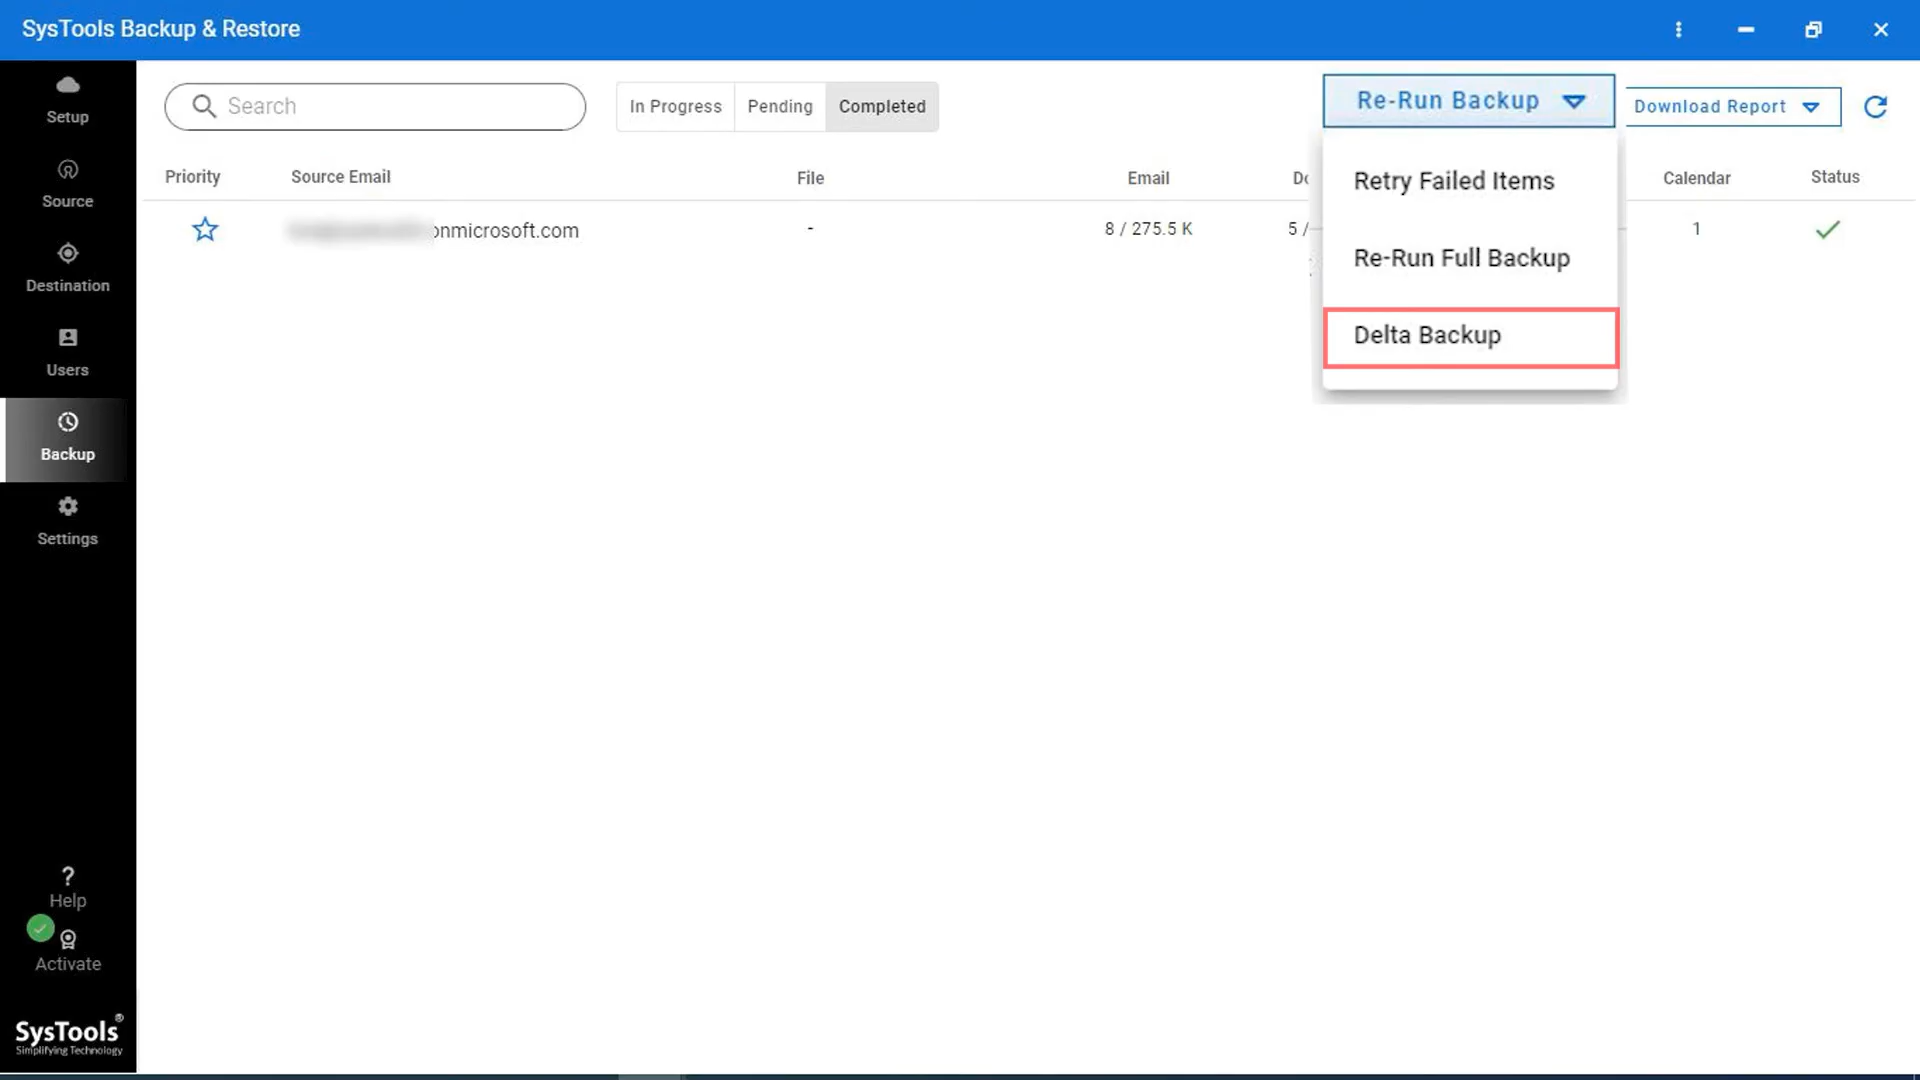 SysTools Backup & Restore
Setup
Source
Destination
Users
Backup
Settings
Help
Activate
SysTools®
Simplifying Technology
Search
In Progress
Pending
Completed
Re-Run Backup
Download Report
Priority
Source Email
File
Email
Calendar
Status
onmicrosoft.com
-
8 / 275.5 K
5 /
1
Retry Failed Items
Re-Run Full Backup
Delta Backup